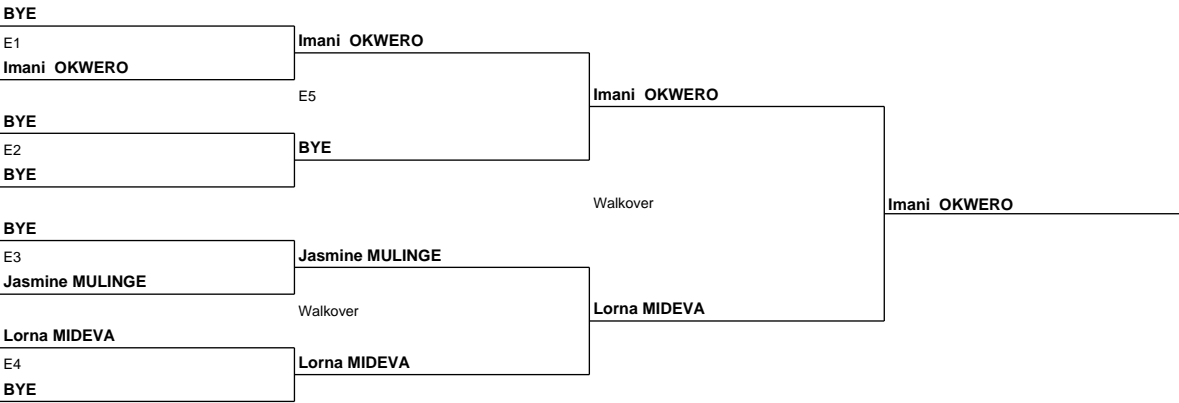 BYE
E1
Imani OKWERO
BYE
E2
BYE
BYE
E3
Jasmine MULINGE
Lorna MIDEVA
E4
BYE
Imani OKWERO
E5
BYE
Jasmine MULINGE
Walkover
Lorna MIDEVA
Imani OKWERO
Walkover
Lorna MIDEVA
Imani OKWERO